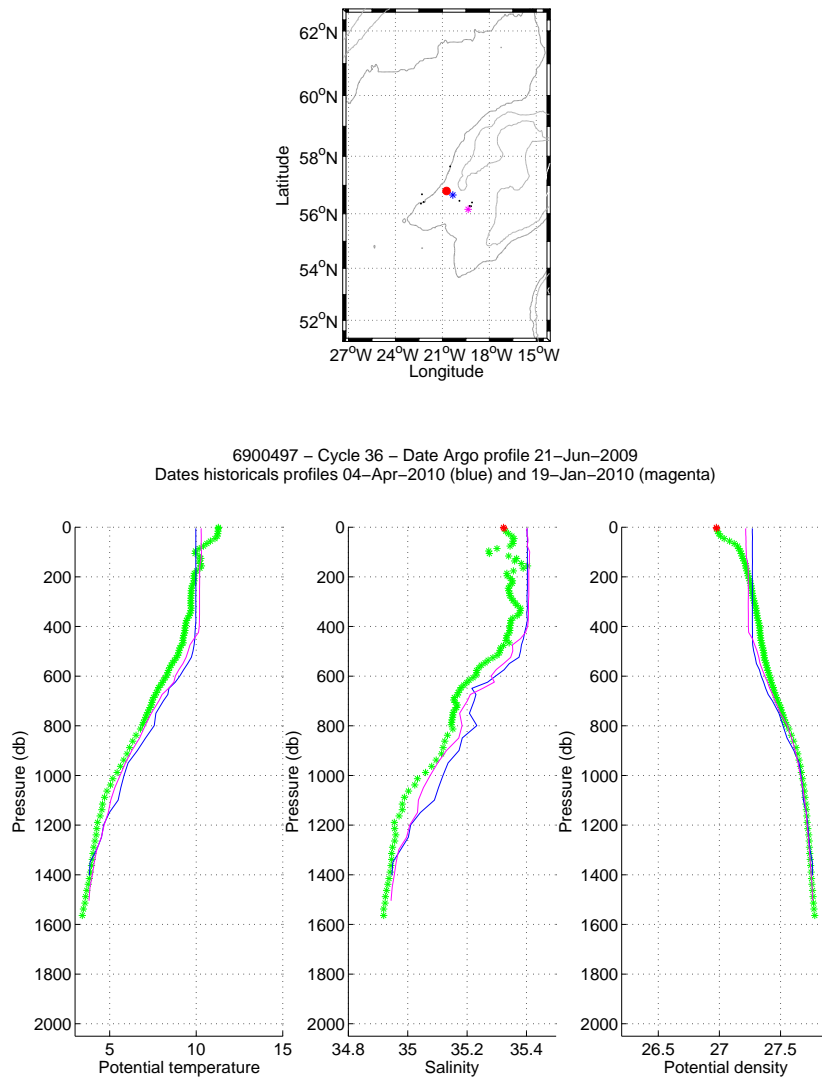 62°N
60°N
58°N
56°N
54°N
52°N
Latitude
27°W 24°W 21°W 18°W 15°W
Longitude
6900497 − Cycle 36 − Date Argo profile 21−Jun−2009
Dates historicals profiles 04−Apr−2010 (blue) and 19−Jan−2010 (magenta)
0
200
400
600
800
1000
1200
1400
1600
1800
2000
Pressure (db)
5 10 15
Potential temperature
0
200
400
600
800
1000
1200
1400
1600
1800
2000
Pressure (db)
34.8 35 35.2 35.4
Salinity
0
200
400
600
800
1000
1200
1400
1600
1800
2000
Pressure (db)
26.5 27 27.5
Potential density